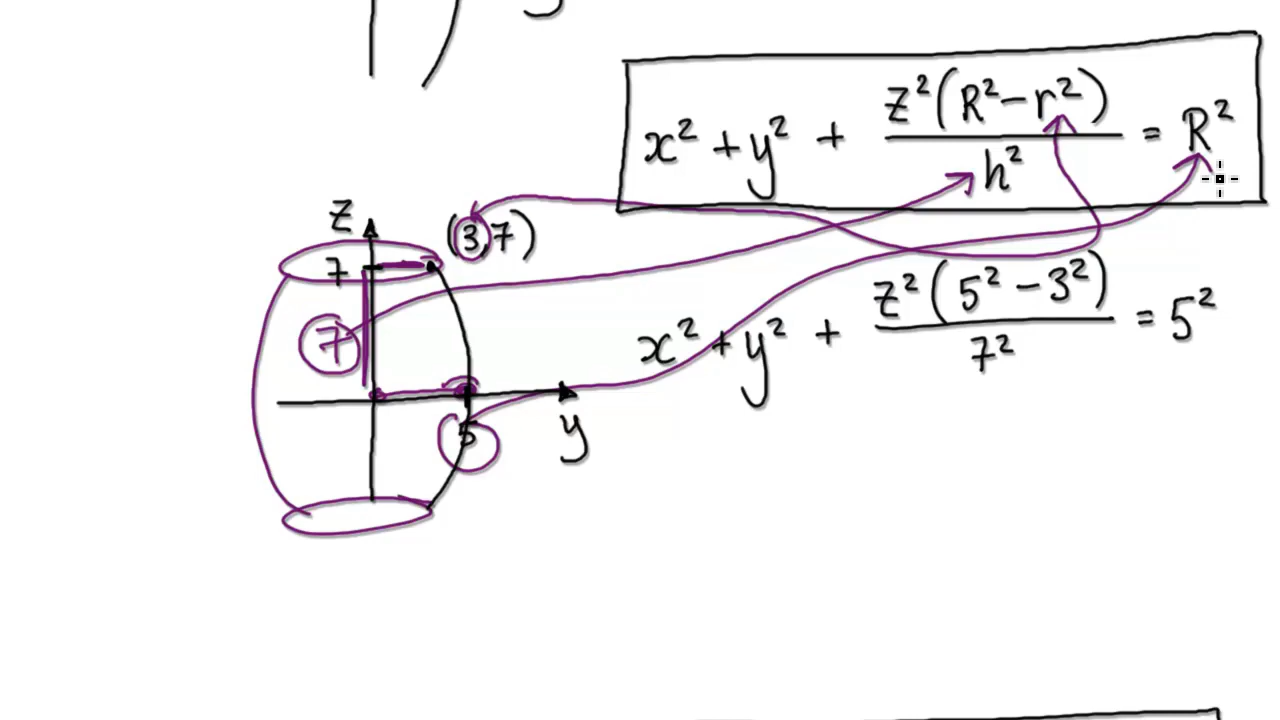 x² + y² + z²(R² − r²) / h² = R²
z
(3,7)
7
x² + y² + z²(5² − 3²) / 7² = 5²
7
5
y